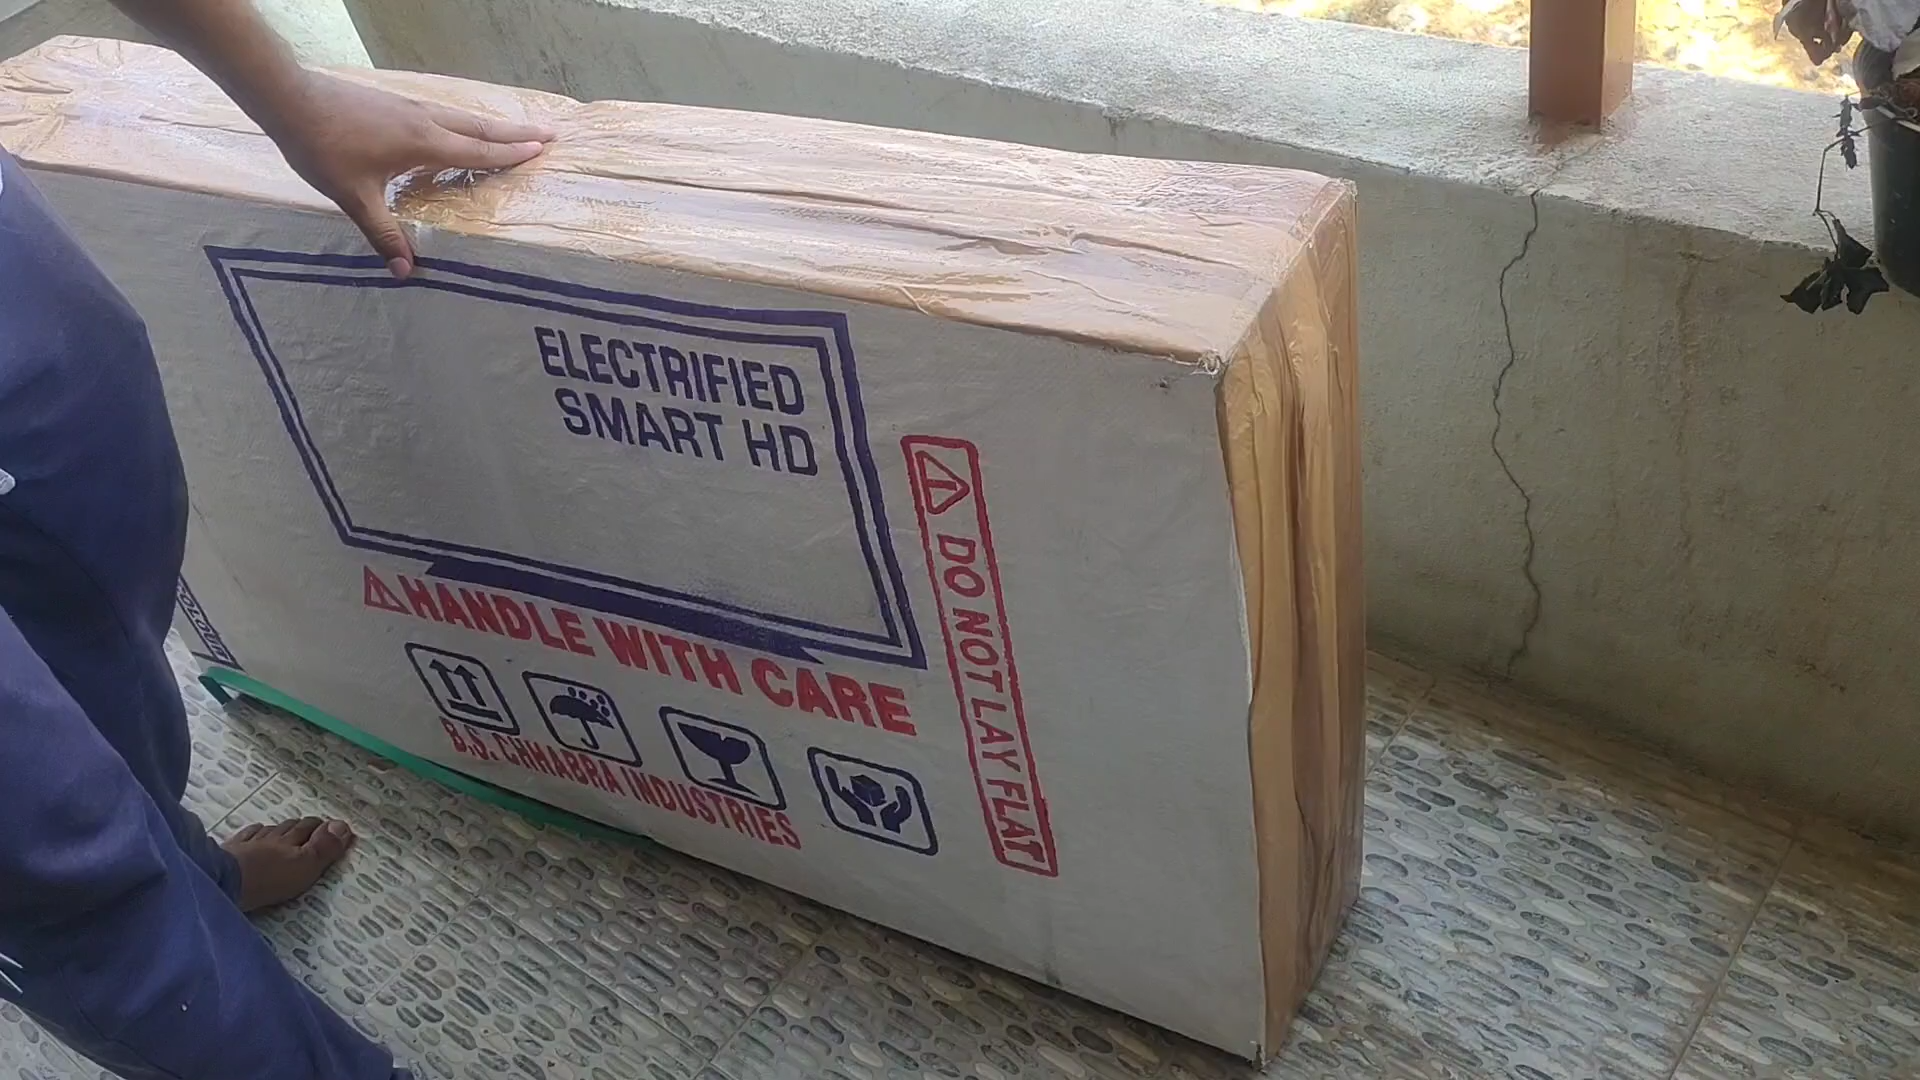 ELECTRIFIED
SMART HD
HANDLE WITH CARE
B.S. CHHABRA INDUSTRIES
DO NOT LAY FLAT